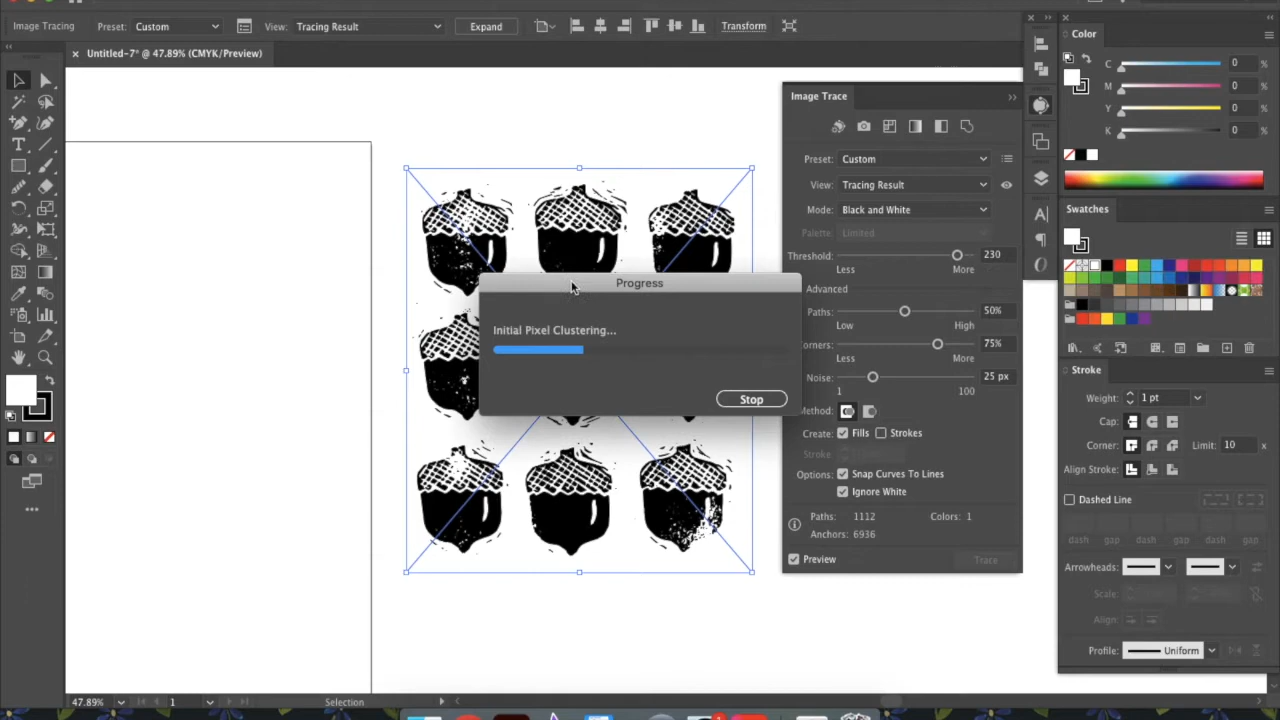 Image Tracing Preset: Custom View: Tracing Result Expand Transform
Untitled-7* @ 47.89% (CMYK/Preview)
Image Trace
Preset: Custom
View: Tracing Result
Mode: Black and White
Palette: Limited
Threshold: 230
Less More
Advanced
Paths: 50%
Low High
Corners: 75%
Less More
Noise: 25 px
1 100
Method:
Create: Fills Strokes
Stroke:
Options: Snap Curves To Lines
Ignore White
Paths: 1112 Colors: 1
Anchors: 6936
Preview Trace
Progress
Initial Pixel Clustering...
Stop
Color
C 0 %
M 0 %
Y 0 %
K 0 %
Swatches
Stroke
Weight: 1 pt
Cap:
Corner: Limit: 10 x
Align Stroke:
Dashed Line
dash gap dash gap dash gap
Arrowheads:
Scale:
Align:
Profile: Uniform
47.89% 1 Selection